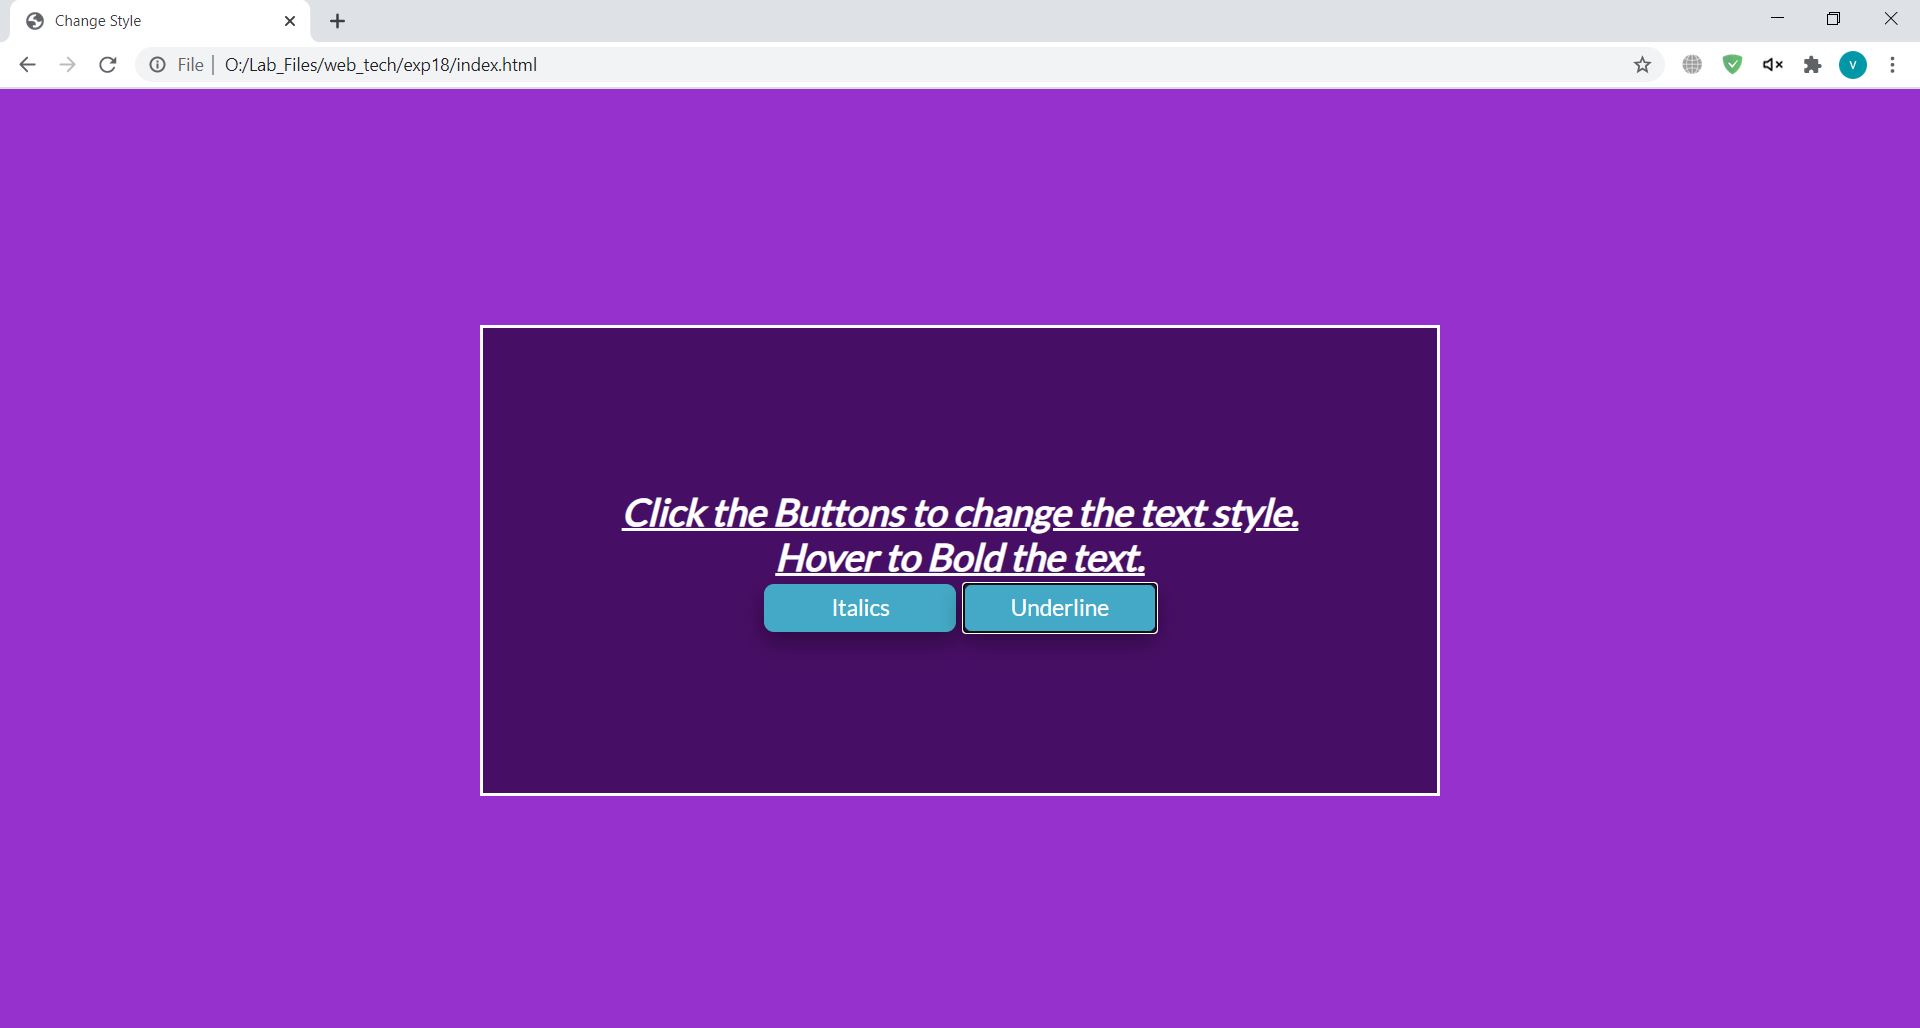 Change Style
File | O:/Lab_Files/web_tech/exp18/index.html
V
Click the Buttons to change the text style.
Hover to Bold the text.
Italics Underline